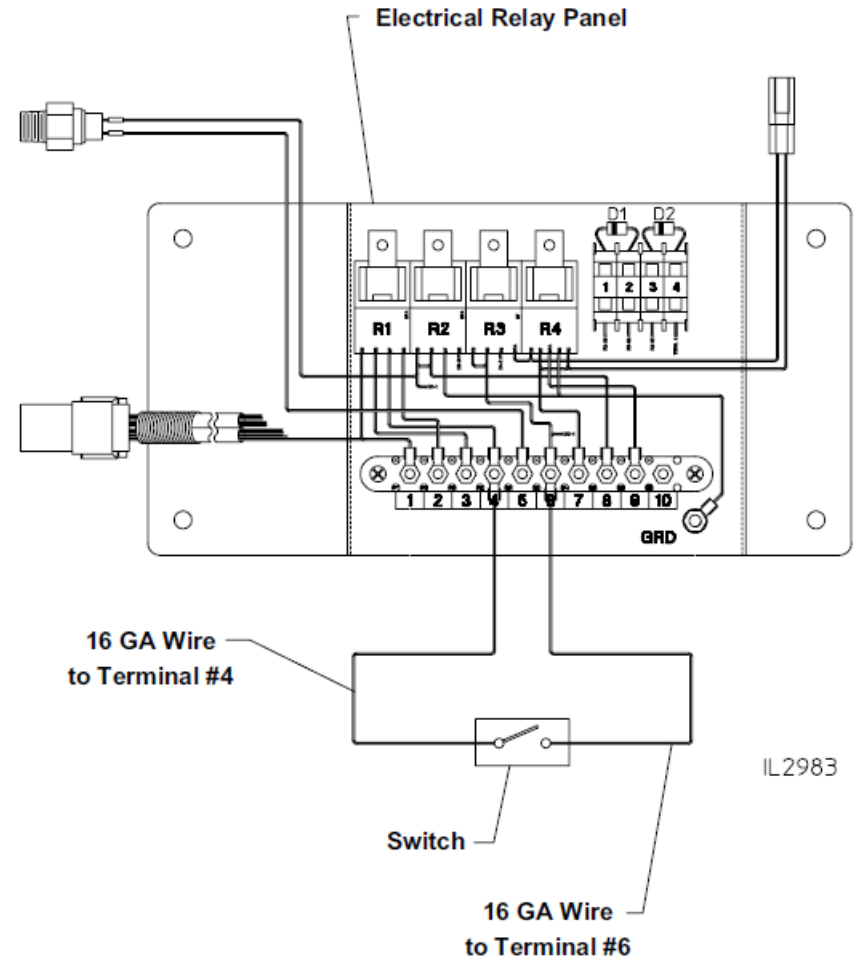 Electrical Relay Panel
D1 D2
1 2 3 4
R1 R2 R3 R4
1 2 3 4 5 6 7 8 9 10
GRD
16 GA Wire
to Terminal #4
IL2983
Switch
16 GA Wire
to Terminal #6